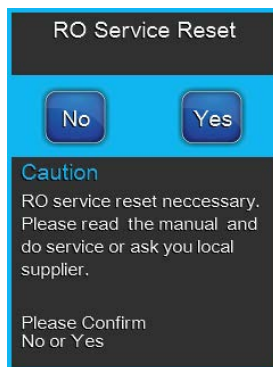 RO Service Reset
No Yes
Caution
RO service reset neccessary.
Please read the manual and
do service or ask you local
supplier.
Please Confirm
No or Yes